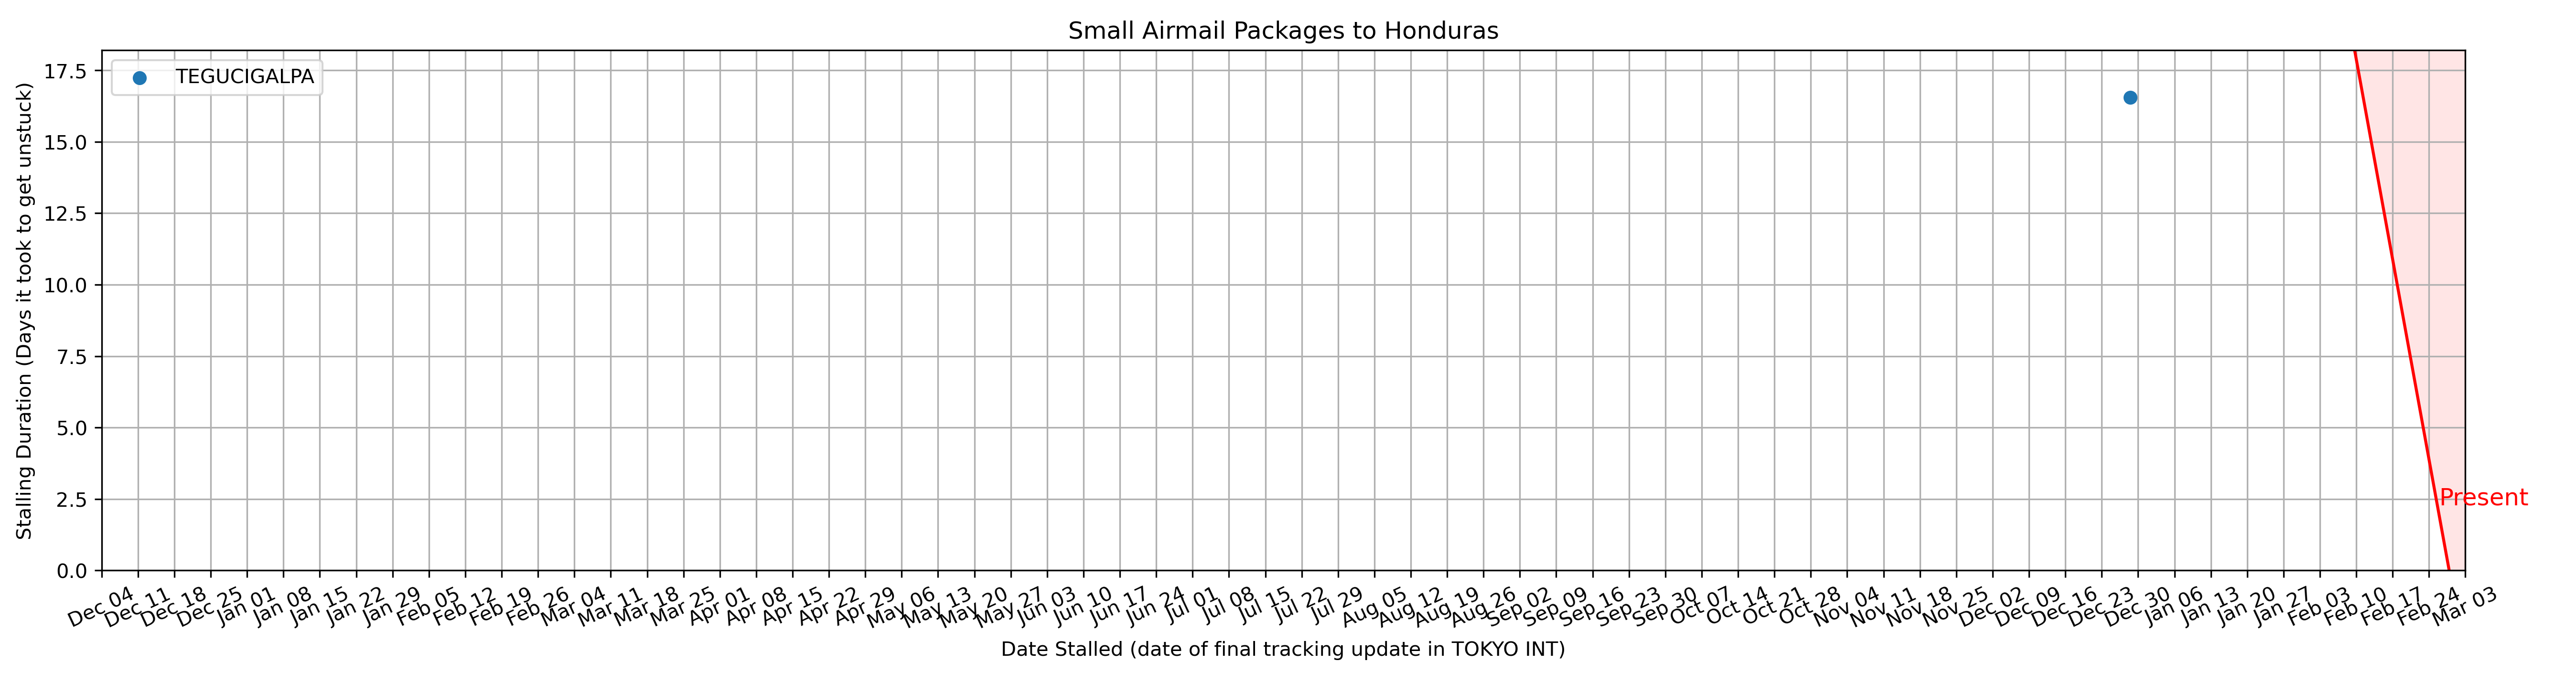 Small Airmail Packages to Honduras
TEGUCIGALPA
Stalling Duration (Days it took to get unstuck)
17.5
15.0
12.5
10.0
7.5
5.0
2.5
0.0
Present
Dec 04 Dec 11 Dec 18 Dec 25 Jan 01 Jan 08 Jan 15 Jan 22 Jan 29 Feb 05 Feb 12 Feb 19 Feb 26 Mar 04 Mar 11 Mar 18 Mar 25 Apr 01 Apr 08 Apr 15 Apr 22 Apr 29 May 06 May 13 May 20 May 27 Jun 03 Jun 10 Jun 17 Jun 24 Jul 01 Jul 08 Jul 15 Jul 22 Jul 29 Aug 05 Aug 12 Aug 19 Aug 26 Sep 02 Sep 09 Sep 16 Sep 23 Sep 30 Oct 07 Oct 14 Oct 21 Oct 28 Nov 04 Nov 11 Nov 18 Nov 25 Dec 02 Dec 09 Dec 16 Dec 23 Dec 30 Jan 06 Jan 13 Jan 20 Jan 27 Feb 03 Feb 10 Feb 17 Feb 24 Mar 03
Date Stalled (date of final tracking update in TOKYO INT)